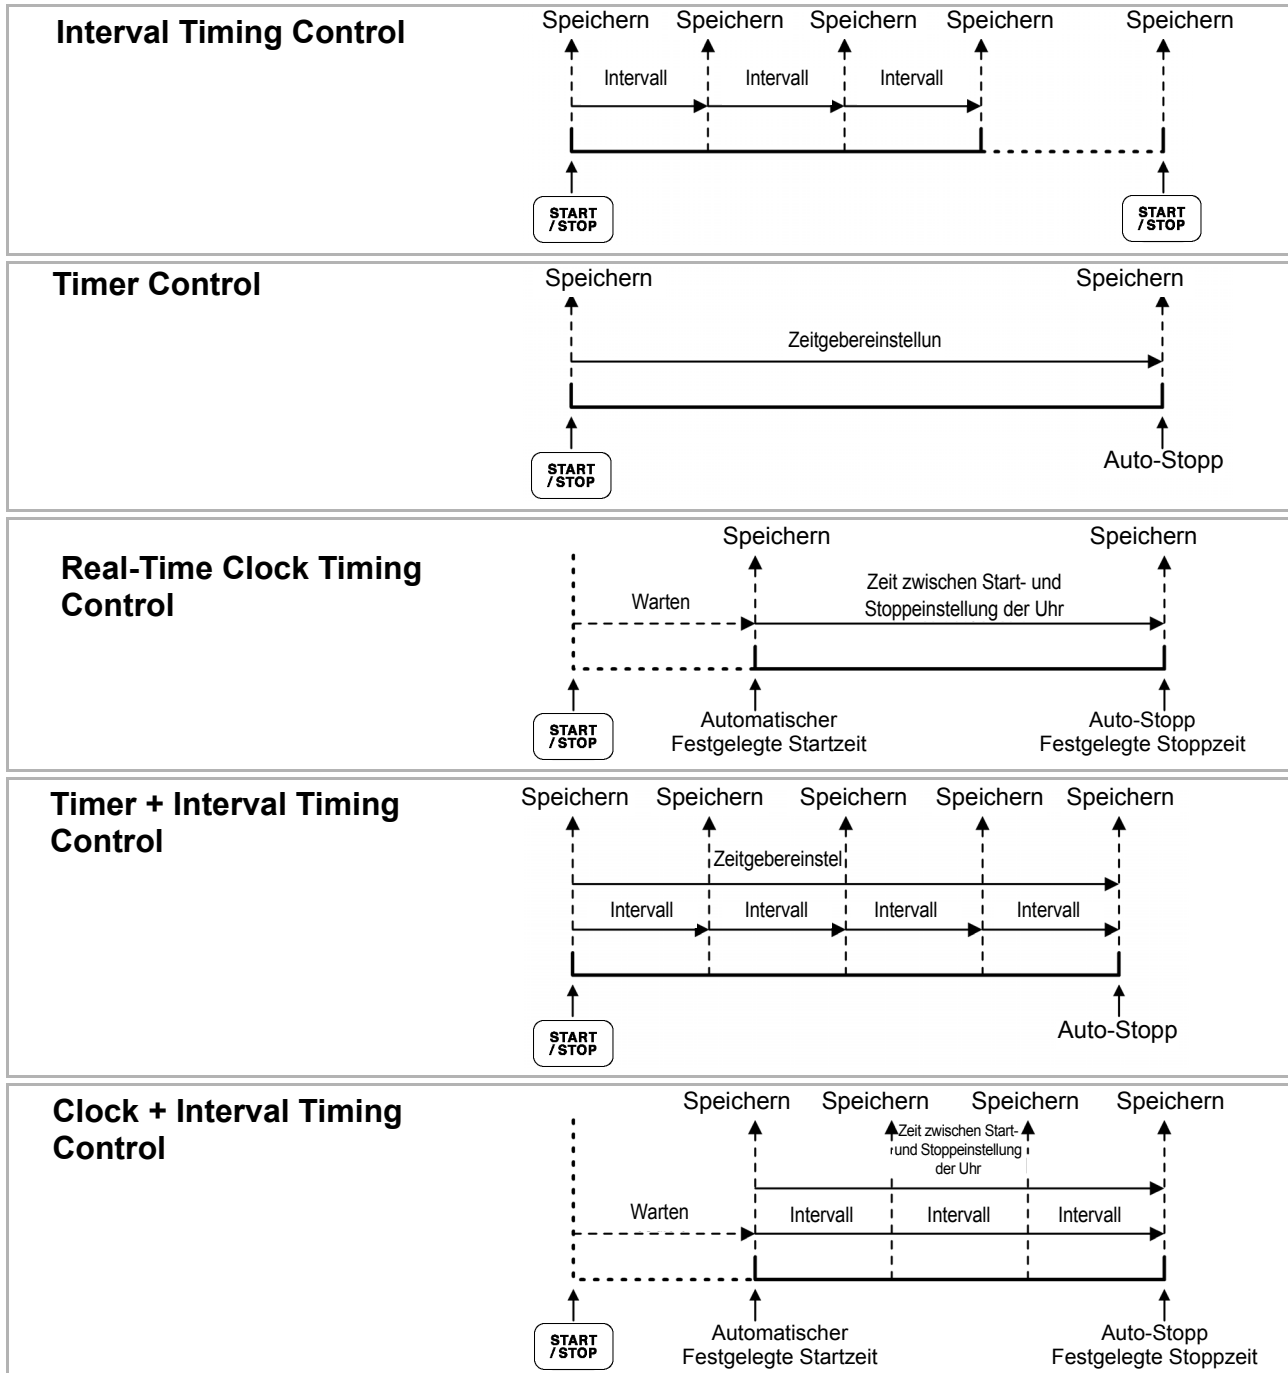 Interval Timing Control
Speichern Speichern Speichern Speichern Speichern
Intervall Intervall Intervall
START
/STOP
START
/STOP
Timer Control
Speichern Speichern
Zeitgebereinstellun
START
/STOP
Auto-Stopp
Real-Time Clock Timing
Control
Speichern Speichern
Warten
Zeit zwischen Start- und
Stoppeinstellung der Uhr
START
/STOP
Automatischer
Festgelegte Startzeit
Auto-Stopp
Festgelegte Stoppzeit
Timer + Interval Timing
Control
Speichern Speichern Speichern Speichern Speichern
Zeitgebereinstel
Intervall Intervall Intervall Intervall
START
/STOP
Auto-Stopp
Clock + Interval Timing
Control
Speichern Speichern Speichern Speichern
Zeit zwischen Start-
und Stoppeinstellung
der Uhr
Warten Intervall Intervall Intervall
START
/STOP
Automatischer
Festgelegte Startzeit
Auto-Stopp
Festgelegte Stoppzeit